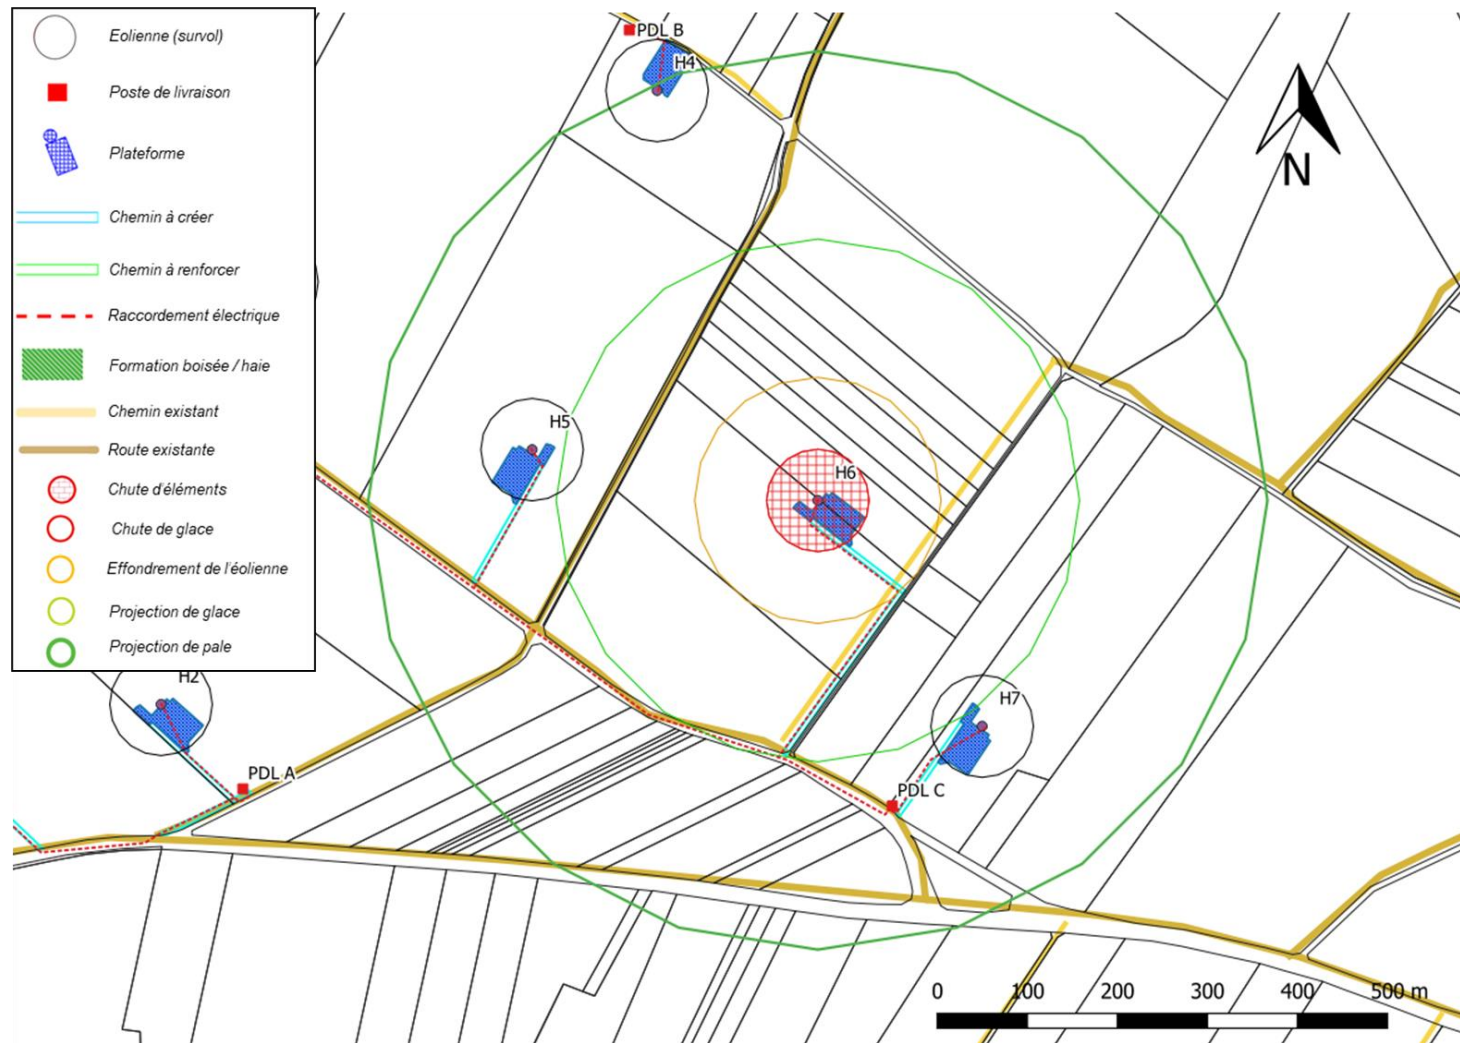 Eolienne (survol)
Poste de livraison
Plateforme
Chemin à créer
Chemin à renforcer
Raccordement électrique
Formation boisée / haie
Chemin existant
Route existante
Chute d'éléments
Chute de glace
Effondrement de l'éolienne
Projection de glace
Projection de pale
PDL B
H4
N
H5
H6
H2
H7
PDL A
PDL C
0 100 200 300 400 500 m